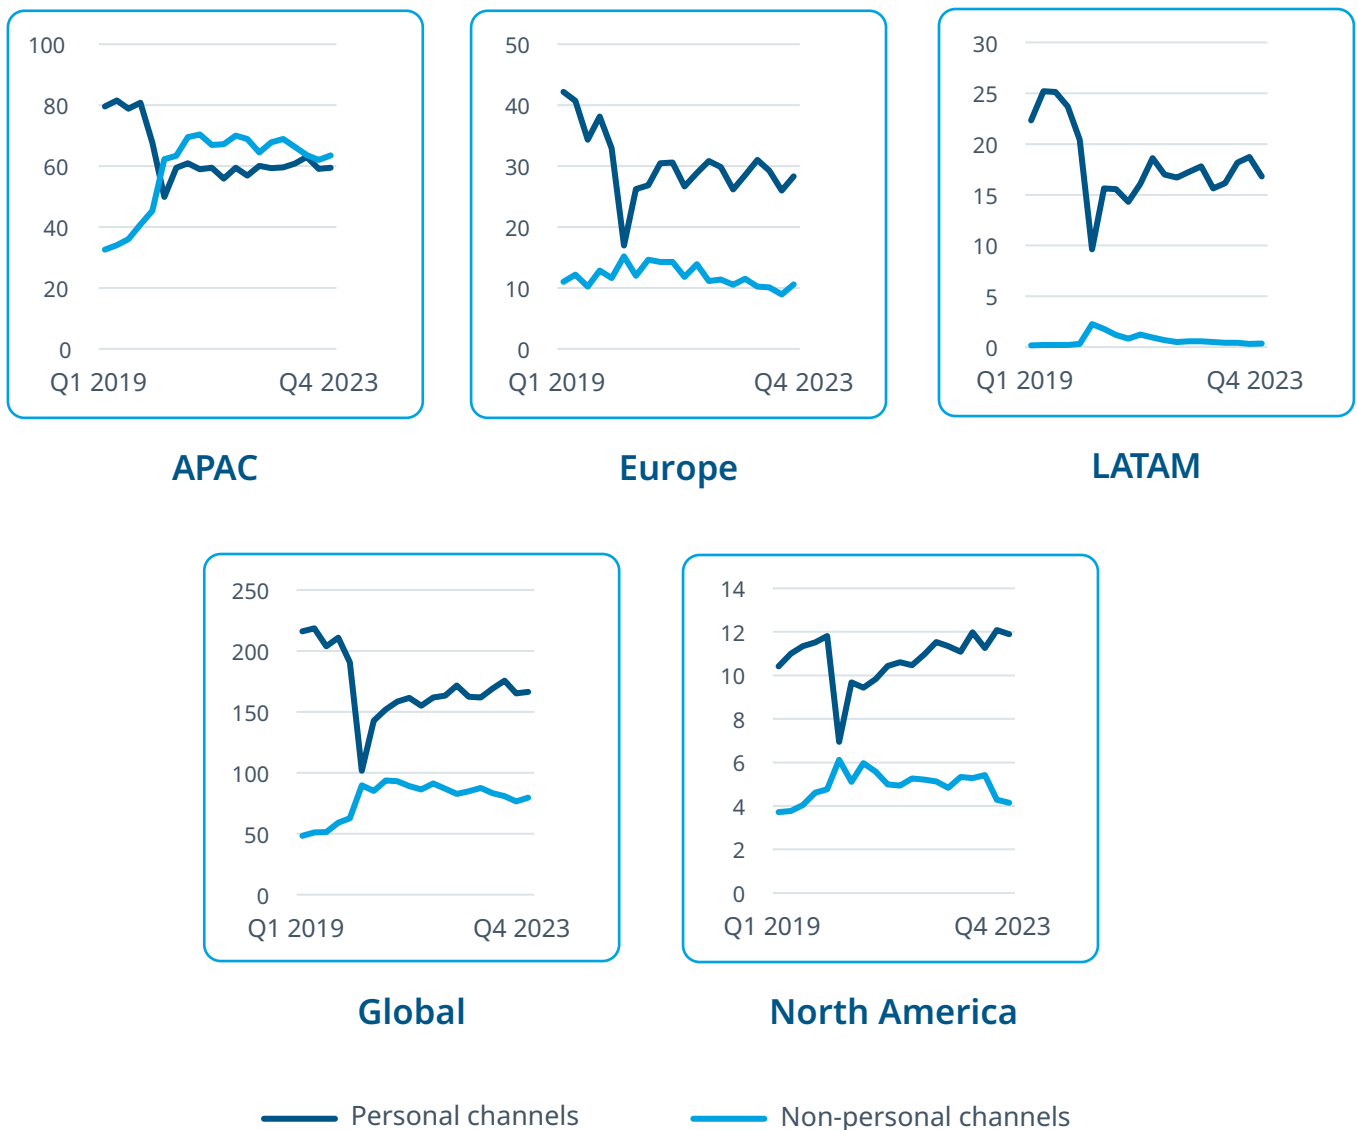 100
80
60
40
20
0
Q1 2019
Q4 2023
APAC
50
40
30
20
10
0
Q1 2019
Q4 2023
Europe
30
25
20
15
10
5
0
Q1 2019
Q4 2023
LATAM
250
200
150
100
50
0
Q1 2019
Q4 2023
Global
14
12
10
8
6
4
2
0
Q1 2019
Q4 2023
North America
Personal channels
Non-personal channels